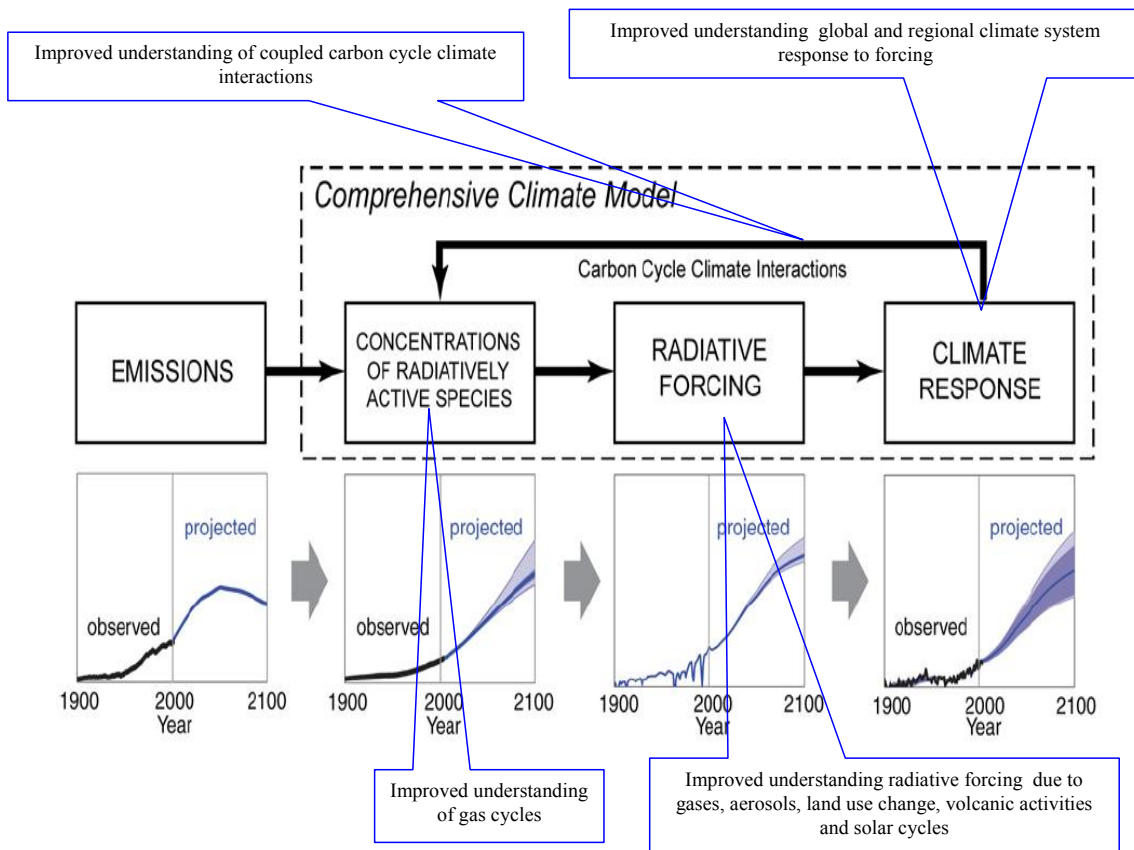 Improved understanding of coupled carbon cycle climate
interactions
Improved understanding global and regional climate system
response to forcing
Comprehensive Climate Model
Carbon Cycle Climate Interactions
EMISSIONS
CONCENTRATIONS
OF RADIATIVELY
ACTIVE SPECIES
RADIATIVE
FORCING
CLIMATE
RESPONSE
projected
observed
1900 2000 2100
Year
projected
observed
1900 2000 2100
Year
projected
1900 2000 2100
Year
projected
observed
1900 2000 2100
Year
Improved understanding
of gas cycles
Improved understanding radiative forcing due to
gases, aerosols, land use change, volcanic activities
and solar cycles